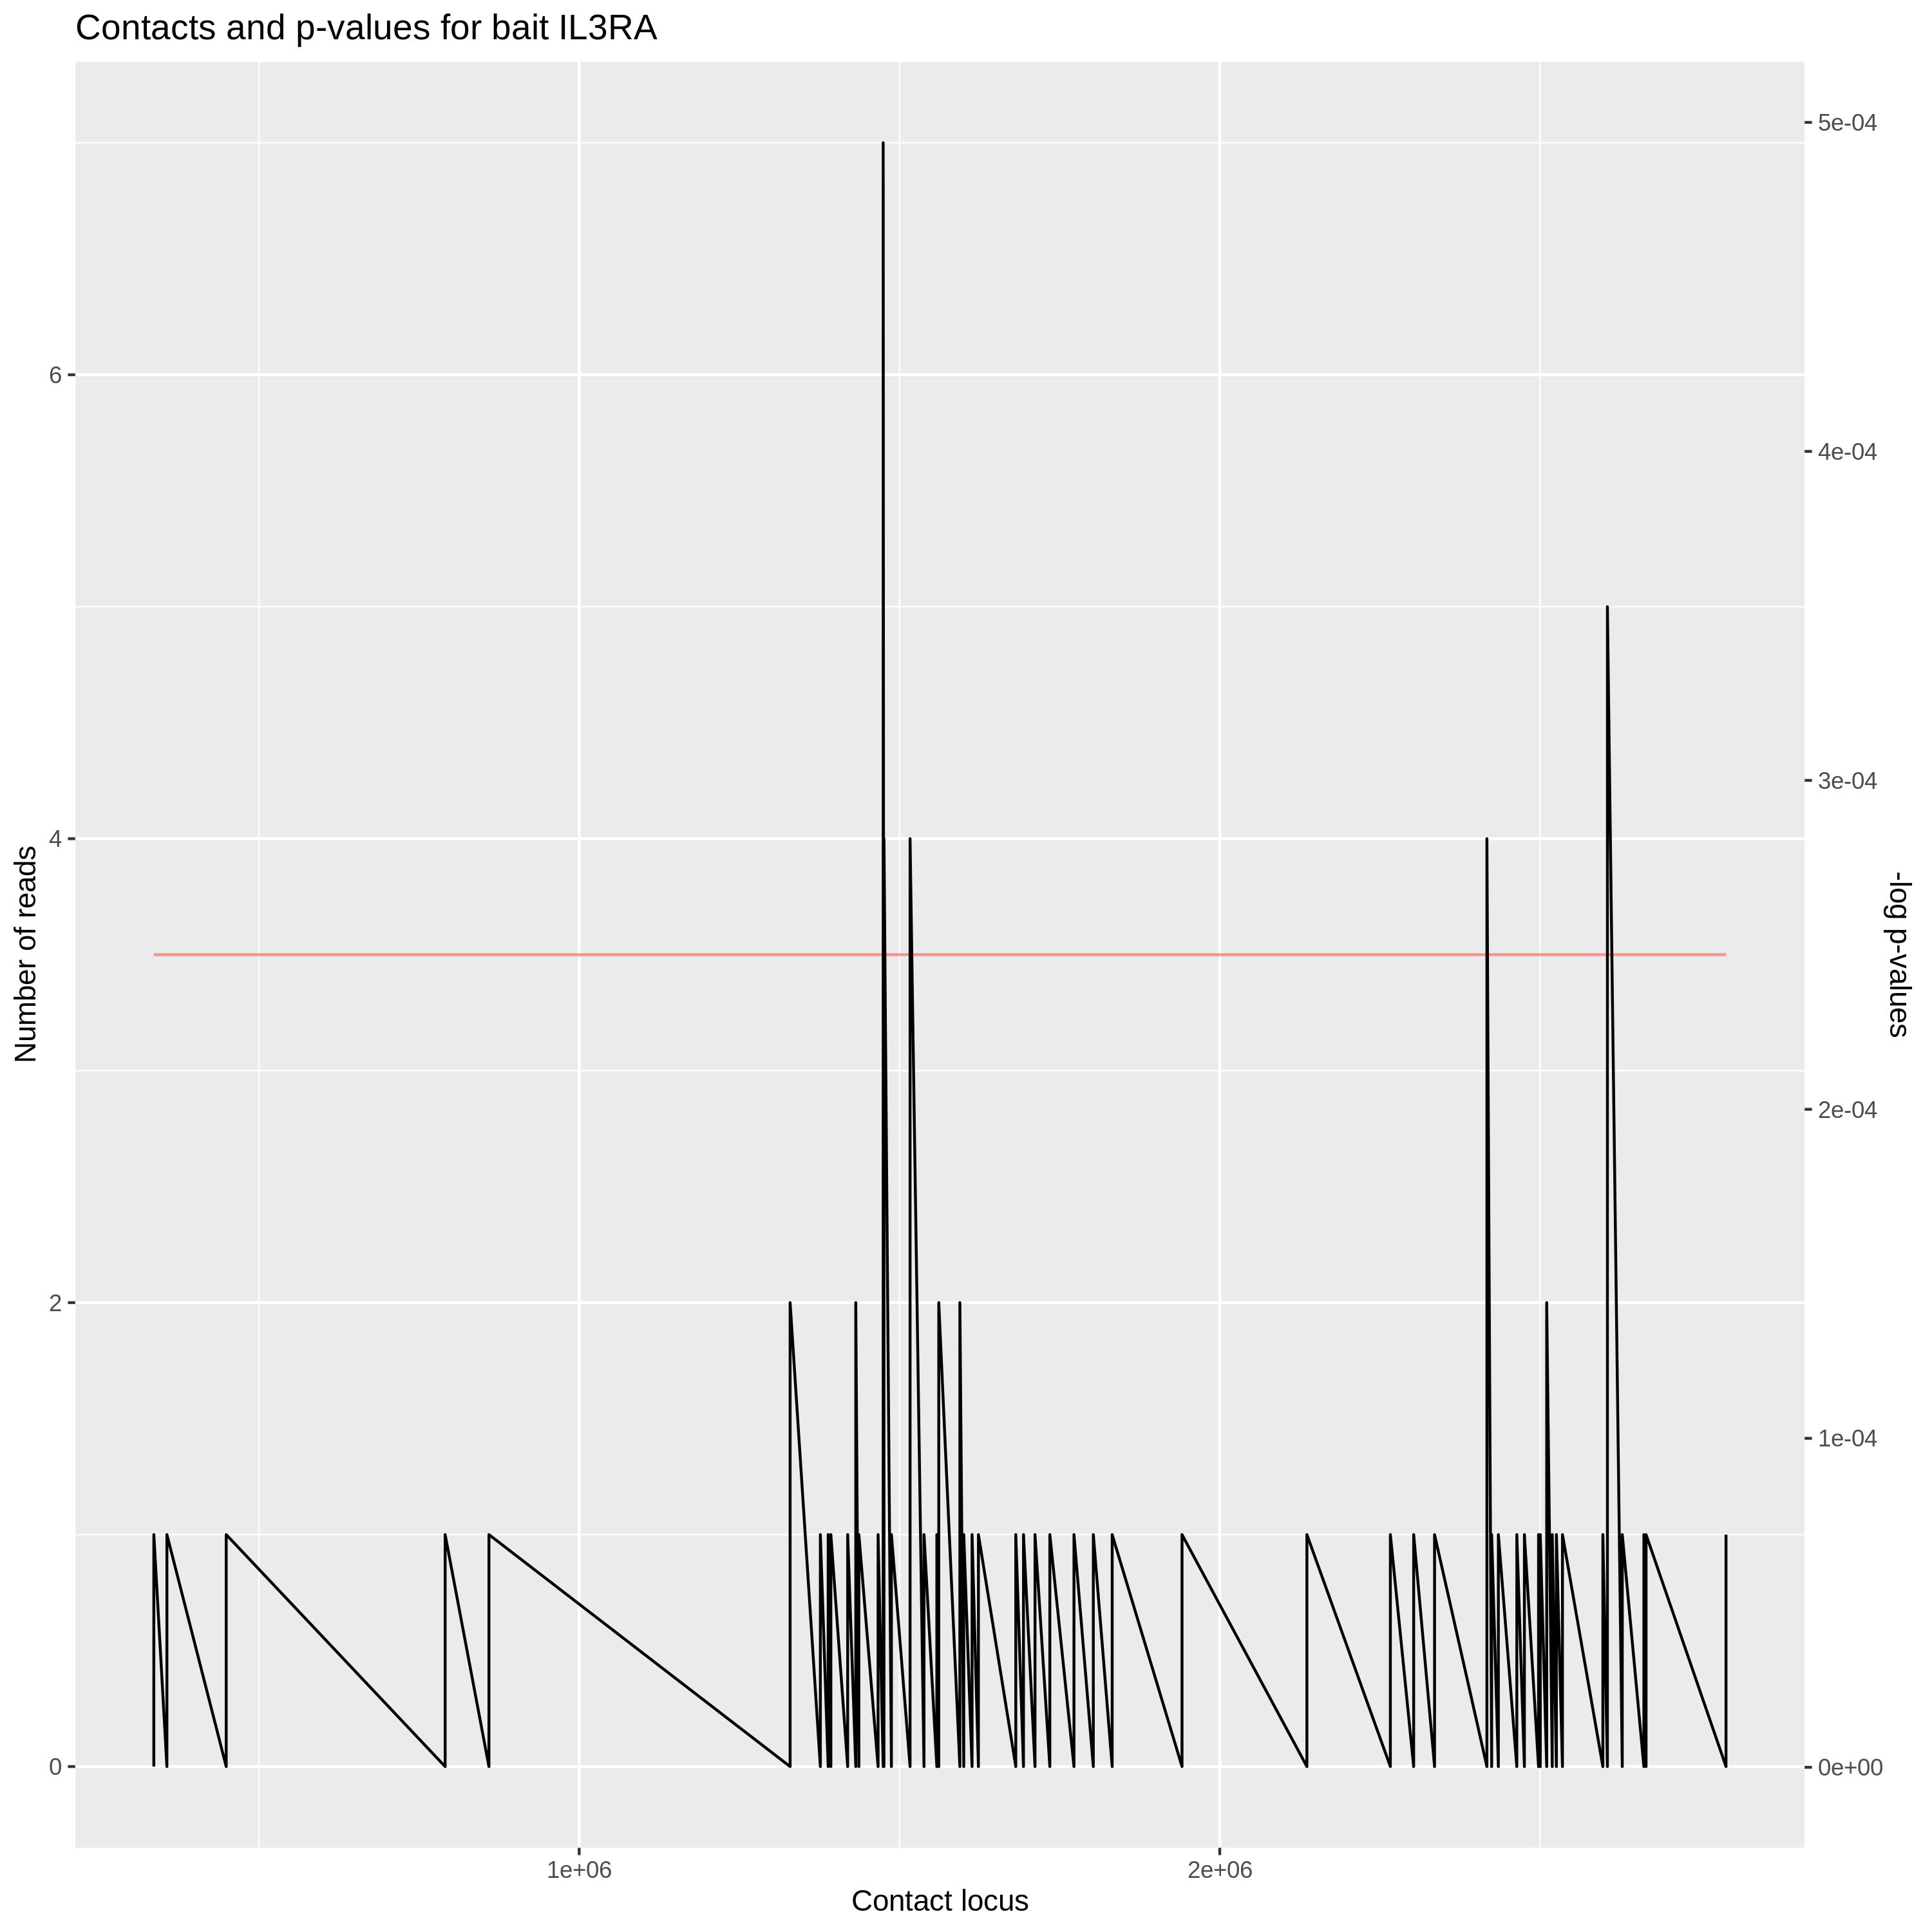 Contacts and p-values for bait IL3RA
5e-04
6
4e-04
3e-04
4
Number of reads
-log p-values
2e-04
1e-04
2
0
0e+00
1e+06
2e+06
Contact locus